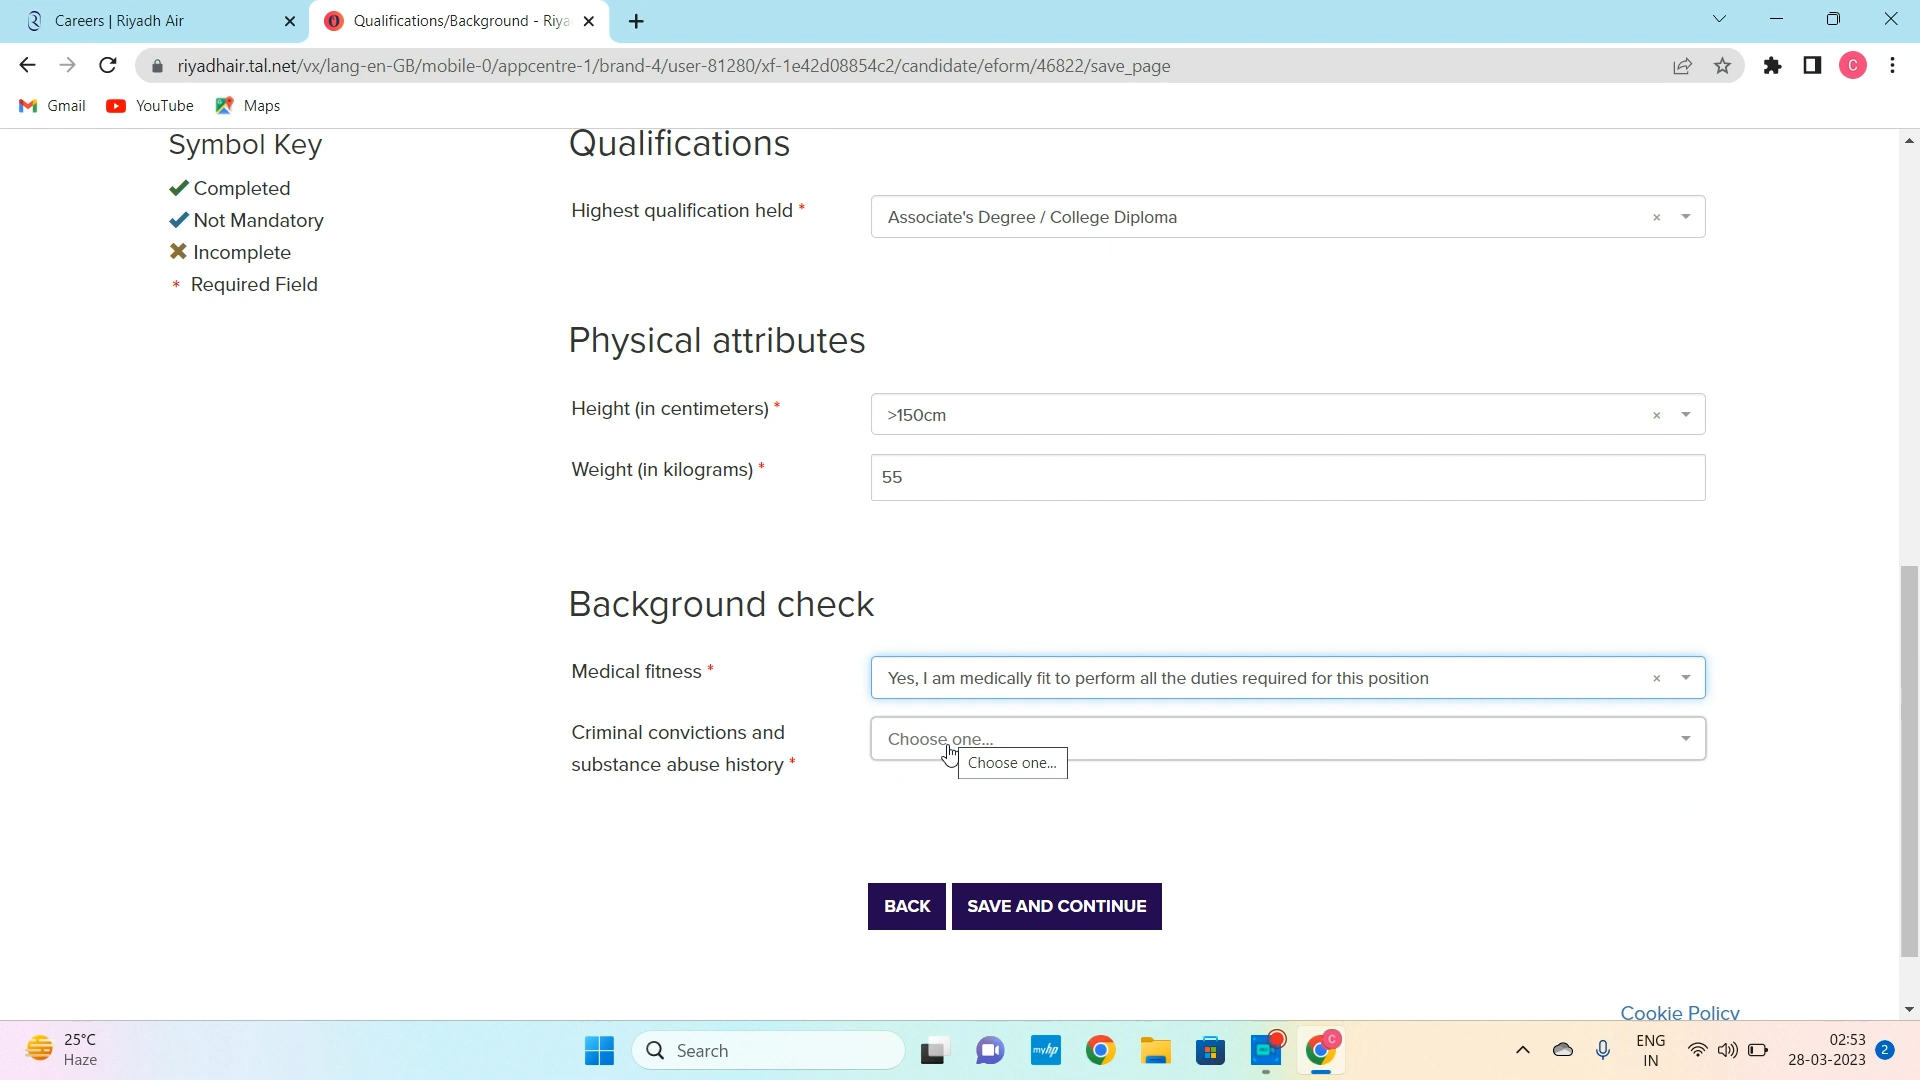 Careers | Riyadh Air
Qualifications/Background - Riya
riyadhair.tal.net/vx/lang-en-GB/mobile-0/appcentre-1/brand-4/user-81280/xf-1e42d08854c2/candidate/eform/46822/save_page
C
Gmail
YouTube
Maps
Symbol Key
Completed
Not Mandatory
Incomplete
* Required Field
Qualifications
Highest qualification held *
Associate's Degree / College Diploma
×
Physical attributes
Height (in centimeters) *
>150cm
×
Weight (in kilograms) *
55
Background check
Medical fitness *
Yes, I am medically fit to perform all the duties required for this position
×
Criminal convictions and
substance abuse history *
Choose one...
Choose one...
BACK
SAVE AND CONTINUE
Cookie Policy
25°C
Haze
Search
myhp
C
ENG
IN
02:53
28-03-2023
2